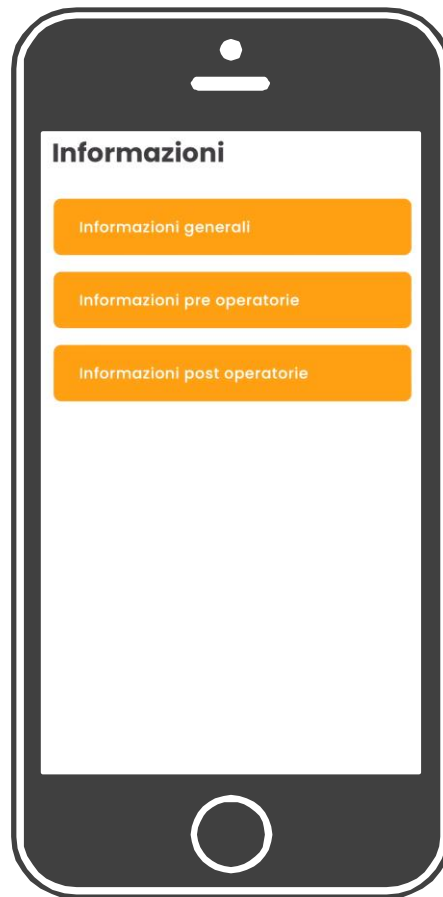 Informazioni
Informazioni generali
Informazioni pre operatorie
Informazioni post operatorie